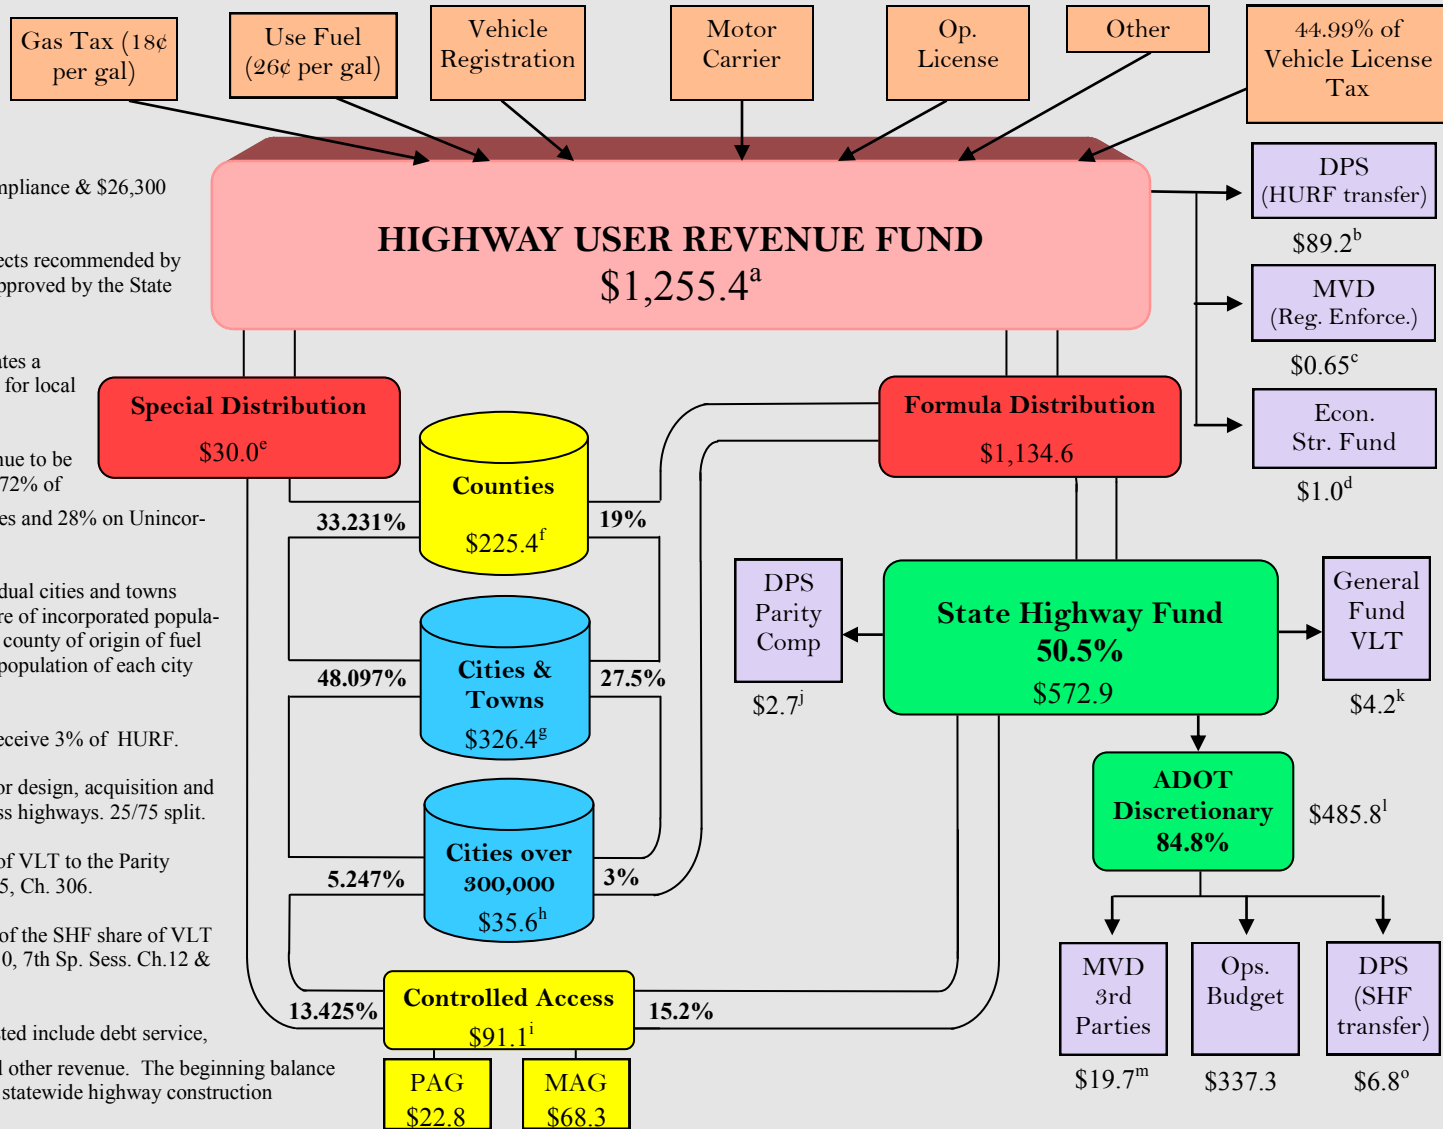 Gas Tax (18¢
per gal)
Use Fuel
(26¢ per gal)
Vehicle
Registration
Motor
Carrier
Op.
License
Other
44.99% of
Vehicle License
Tax
HIGHWAY USER REVENUE FUND
$1,255.4a
DPS
(HURF transfer)
$89.2b
MVD
(Reg. Enforce.)
$0.65c
Econ.
Str. Fund
$1.0d
Special Distribution
$30.0e
Formula Distribution
$1,134.6
Counties
$225.4f
33.231%
19%
Cities &
Towns
$326.4g
48.097%
27.5%
Cities over
300,000
$35.6h
5.247%
3%
Controlled Access
$91.1i
13.425%
15.2%
PAG
$22.8
MAG
$68.3
State Highway Fund
50.5%
$572.9
DPS
Parity
Comp
$2.7j
General
Fund
VLT
$4.2k
ADOT
Discretionary
84.8%
$485.8l
MVD
3rd
Parties
$19.7m
Ops.
Budget
$337.3
DPS
(SHF
transfer)
$6.8o
mpliance & $26,300
ects recommended by
approved by the State
ates a
for local
nue to be
72% of
es and 28% on Unincor-
dual cities and towns
re of incorporated popula-
county of origin of fuel
population of each city
eceive 3% of HURF.
or design, acquisition and
ss highways. 25/75 split.
of VLT to the Parity
5, Ch. 306.
of the SHF share of VLT
0, 7th Sp. Sess. Ch.12 &
sted include debt service,
l other revenue. The beginning balance
statewide highway construction